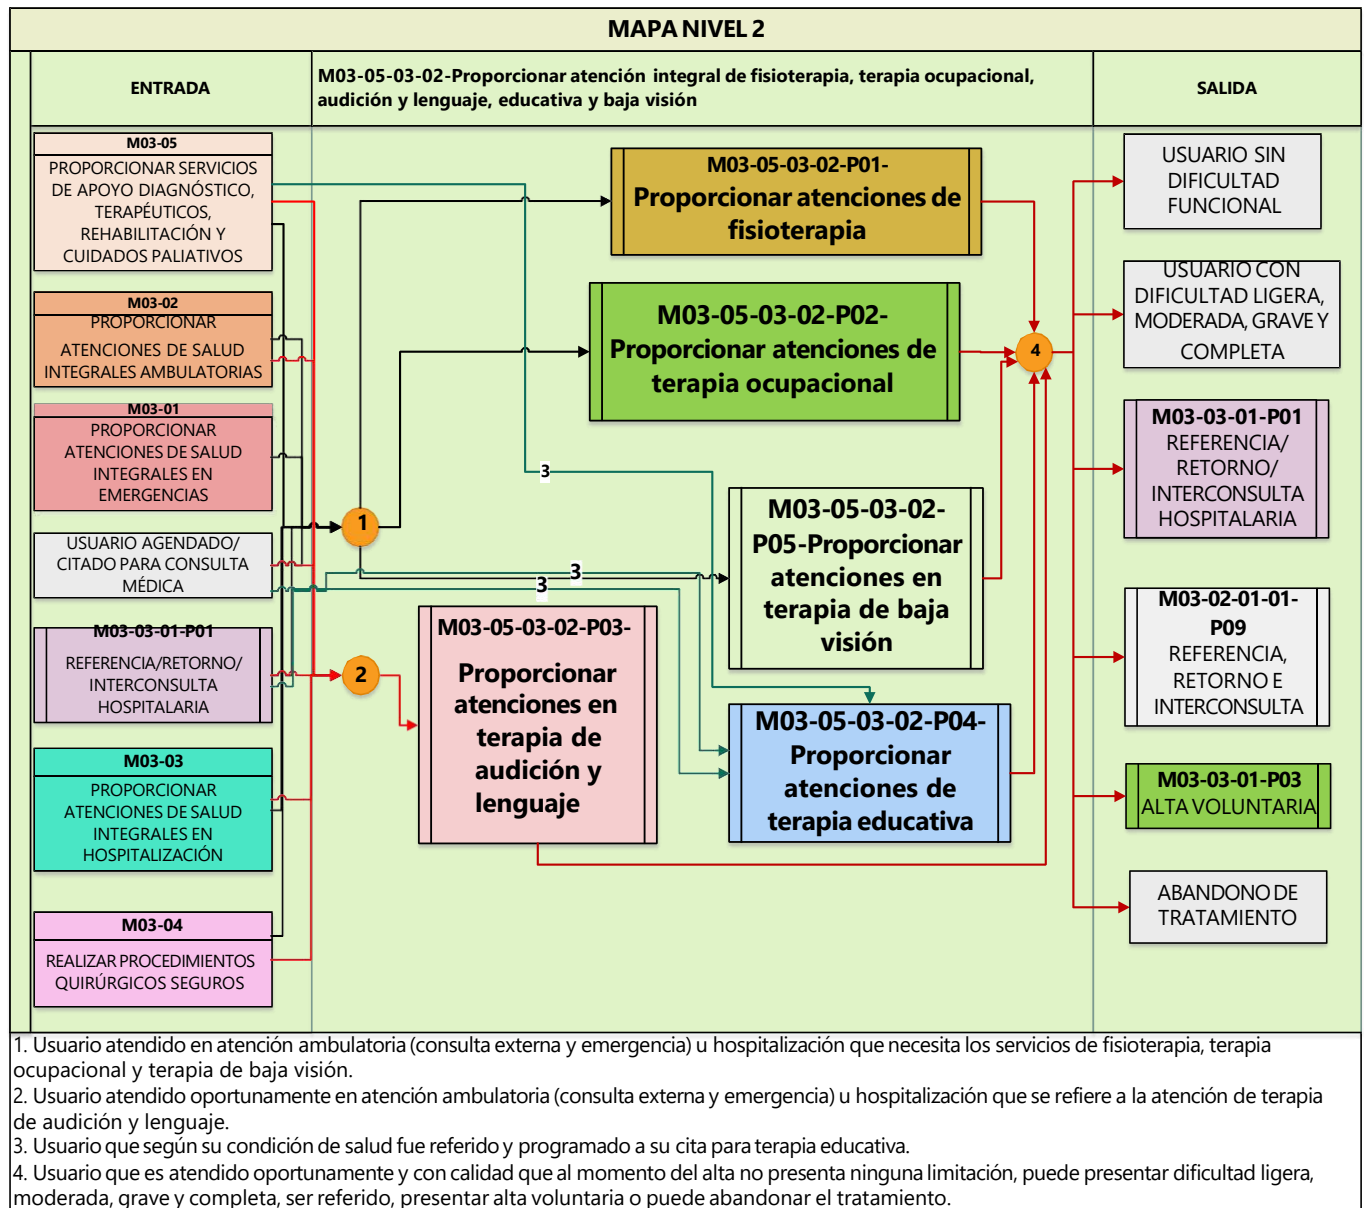 MAPA NIVEL 2
ENTRADA
M03-05-03-02-Proporcionar atención integral de fisioterapia, terapia ocupacional,
audición y lenguaje, educativa y baja visión
SALIDA
M03-05
PROPORCIONAR SERVICIOS
DE APOYO DIAGNÓSTICO,
TERAPÉUTICOS,
REHABILITACIÓN Y
CUIDADOS PALIATIVOS
M03-02
PROPORCIONAR
ATENCIONES DE SALUD
INTEGRALES AMBULATORIAS
M03-01
PROPORCIONAR
ATENCIONES DE SALUD
INTEGRALES EN
EMERGENCIAS
USUARIO AGENDADO/
CITADO PARA CONSULTA
MÉDICA
M03-03-01-P01
REFERENCIA/RETORNO/
INTERCONSULTA
HOSPITALARIA
M03-03
PROPORCIONAR
ATENCIONES DE SALUD
INTEGRALES EN
HOSPITALIZACIÓN
M03-04
REALIZAR PROCEDIMIENTOS
QUIRÚRGICOS SEGUROS
1
2
3
3
3
M03-05-03-02-P01-
Proporcionar atenciones de
fisioterapia
M03-05-03-02-P02-
Proporcionar atenciones de
terapia ocupacional
M03-05-03-02-
P05-Proporcionar
atenciones en
terapia de baja
visión
M03-05-03-02-P03-
Proporcionar
atenciones en
terapia de
audición y
lenguaje
M03-05-03-02-P04-
Proporcionar
atenciones de
terapia educativa
4
USUARIO SIN
DIFICULTAD
FUNCIONAL
USUARIO CON
DIFICULTAD LIGERA,
MODERADA, GRAVE Y
COMPLETA
M03-03-01-P01
REFERENCIA/
RETORNO/
INTERCONSULTA
HOSPITALARIA
M03-02-01-01-
P09
REFERENCIA,
RETORNO E
INTERCONSULTA
M03-03-01-P03
ALTA VOLUNTARIA
ABANDONO DE
TRATAMIENTO
1. Usuario atendido en atención ambulatoria (consulta externa y emergencia) u hospitalización que necesita los servicios de fisioterapia, terapia
ocupacional y terapia de baja visión.
2. Usuario atendido oportunamente en atención ambulatoria (consulta externa y emergencia) u hospitalización que se refiere a la atención de terapia
de audición y lenguaje.
3. Usuario que según su condición de salud fue referido y programado a su cita para terapia educativa.
4. Usuario que es atendido oportunamente y con calidad que al momento del alta no presenta ninguna limitación, puede presentar dificultad ligera,
moderada, grave y completa, ser referido, presentar alta voluntaria o puede abandonar el tratamiento.